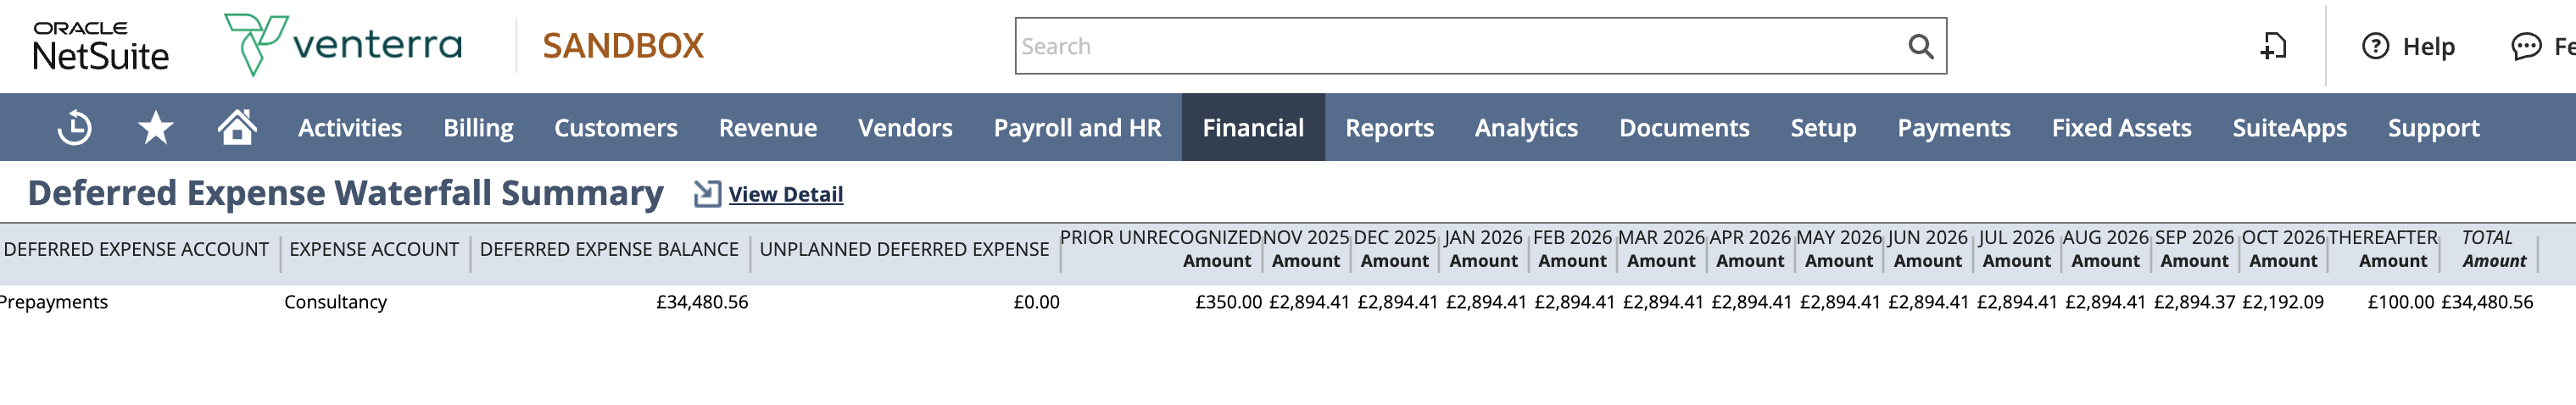 ORACLE
NetSuite
venterra
SANDBOX
Search
Help
Fe
Activities Billing Customers Revenue Vendors Payroll and HR Financial Reports Analytics Documents Setup Payments Fixed Assets SuiteApps Support
Deferred Expense Waterfall Summary View Detail
DEFERRED EXPENSE ACCOUNT EXPENSE ACCOUNT DEFERRED EXPENSE BALANCE UNPLANNED DEFERRED EXPENSE PRIOR UNRECOGNIZED NOV 2025 DEC 2025 JAN 2026 FEB 2026 MAR 2026 APR 2026 MAY 2026 JUN 2026 JUL 2026 AUG 2026 SEP 2026 OCT 2026 THEREAFTER TOTAL
Amount Amount Amount Amount Amount Amount Amount Amount Amount Amount Amount Amount Amount Amount Amount
Prepayments Consultancy £34,480.56 £0.00 £350.00 £2,894.41 £2,894.41 £2,894.41 £2,894.41 £2,894.41 £2,894.41 £2,894.41 £2,894.41 £2,894.41 £2,894.41 £2,894.37 £2,192.09 £100.00 £34,480.56